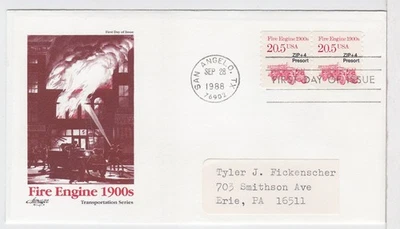 First Day of Issue
SAN ANGELO, TX
SEP 28
1988
76902
Fire Engine 1900s
20.5 USA
ZIP+4
Presort
Fire Engine 1900s
20.5 USA
ZIP+4
Presort
FIRST DAY OF ISSUE
Fire Engine 1900s
Artmaster
Transportation Series
Tyler J. Fickenscher
703 Smithson Ave
Erie, PA 16511